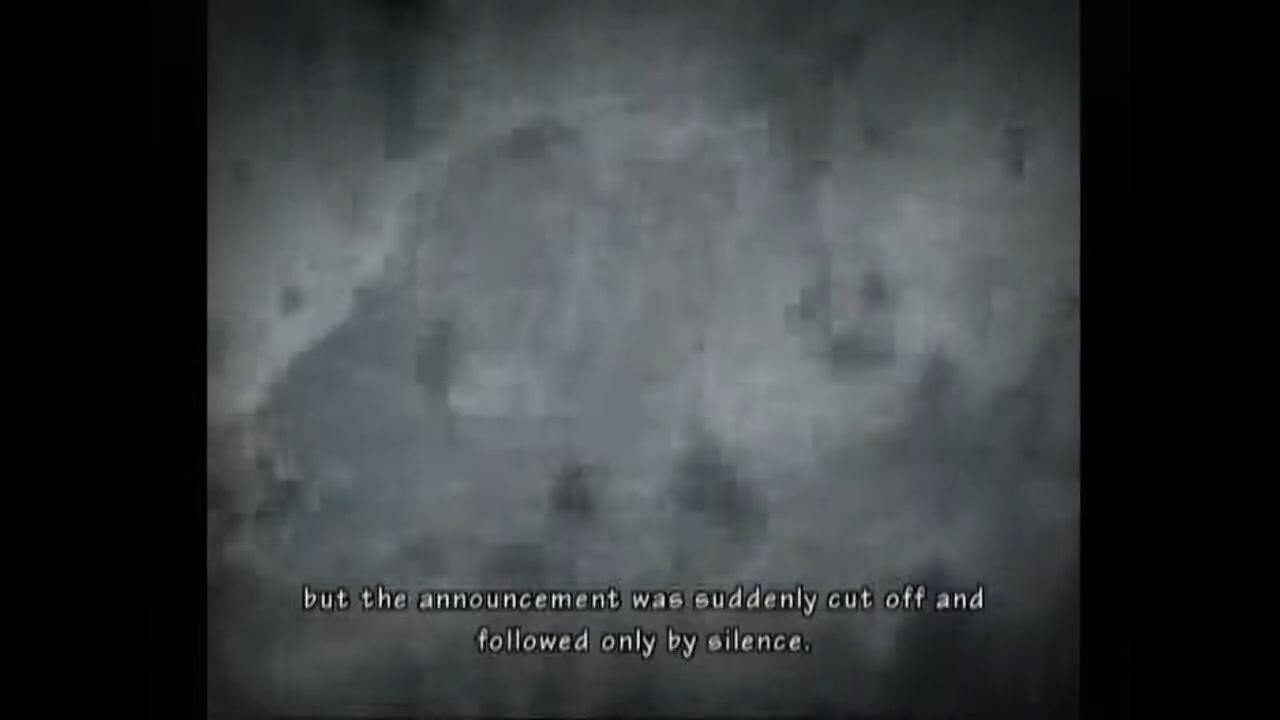 but the announcement was suddenly cut off and
followed only by silence.